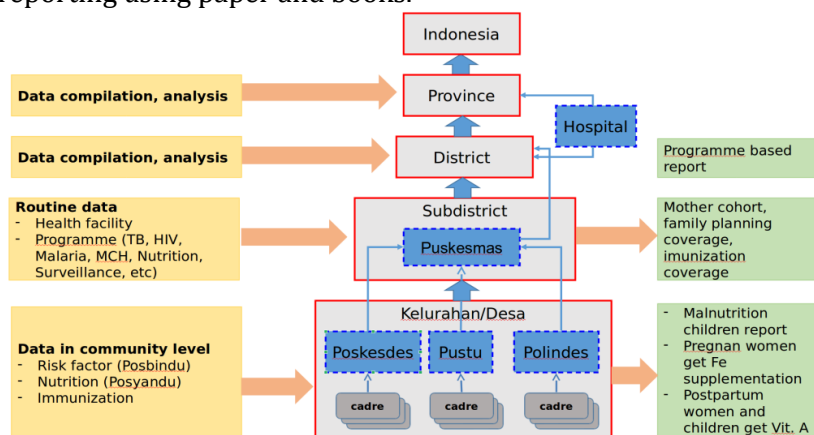 reporting using paper and books.
Indonesia
Data compilation, analysis
Province
Hospital
Data compilation, analysis
District
Programme based
report
Routine data
- Health facility
- Programme (TB, HIV,
Malaria, MCH, Nutrition,
Surveillance, etc)
Subdistrict
Puskesmas
Mother cohort,
family planning
coverage,
imunization
coverage
Kelurahan/Desa
Data in community level
- Risk factor (Posbindu)
- Nutrition (Posyandu)
- Immunization
Poskesdes
Pustu
Polindes
cadre
cadre
cadre
- Malnutrition
children report
- Pregnan women
get Fe
supplementation
- Postpartum
women and
children get Vit. A